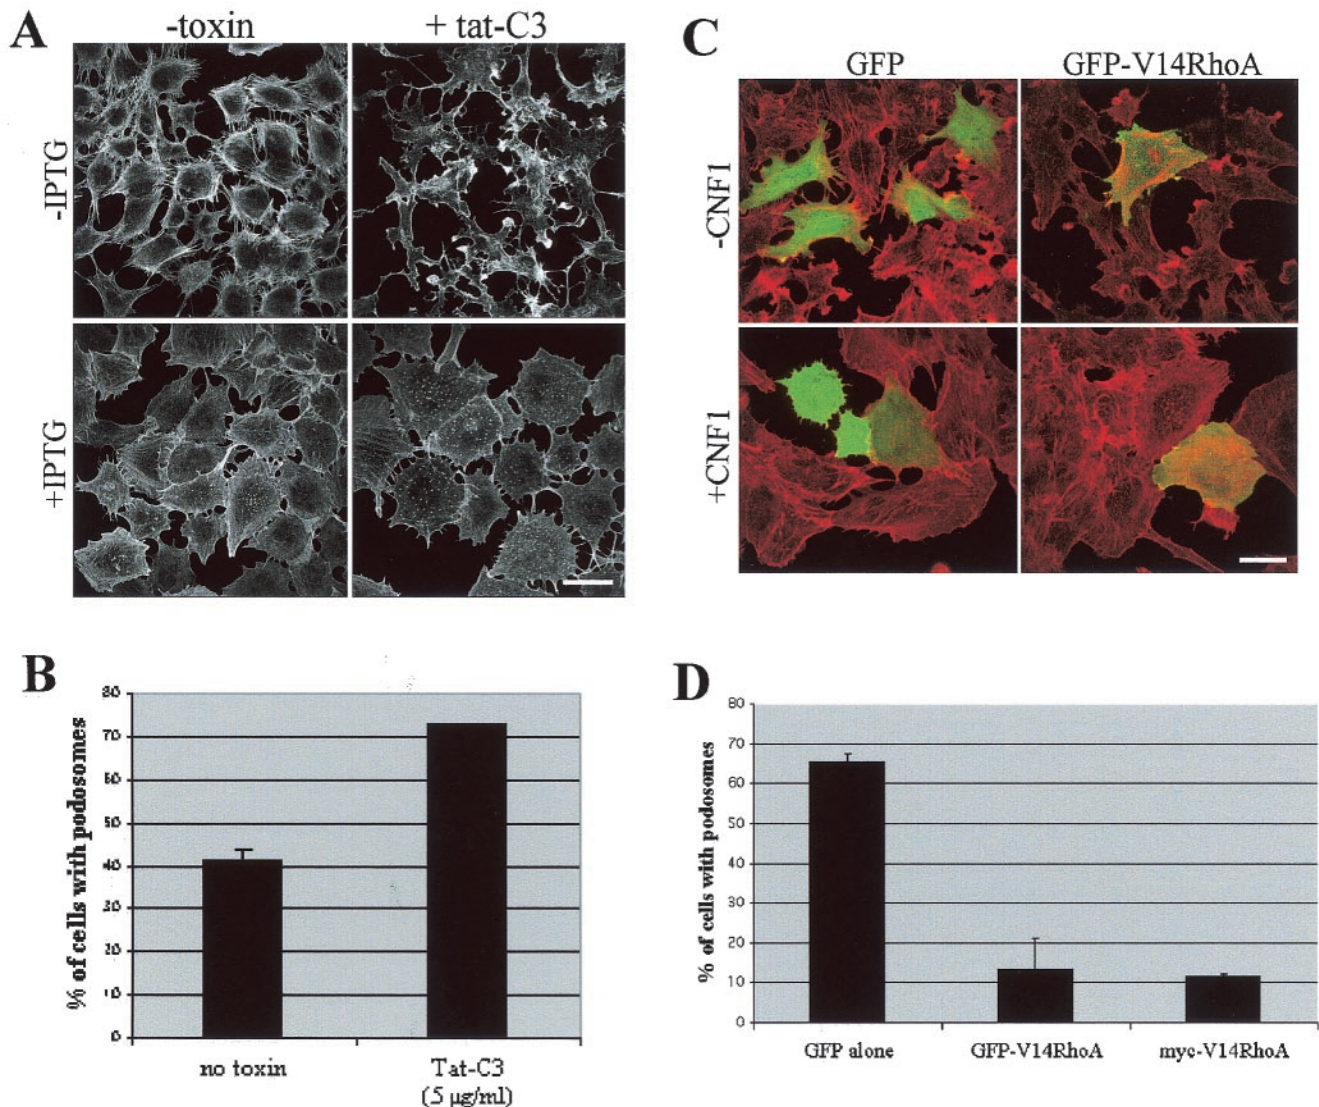 A
-toxin
+ tat-C3
-IPTG
+IPTG
C
GFP
GFP-V14RhoA
-CNF1
+CNF1
B
% of cells with podosomes
80
70
60
50
40
30
20
10
0
no toxin
Tat-C3
(5 µg/ml)
D
% of cells with podosomes
80
70
60
50
40
30
20
10
0
GFP alone
GFP-V14RhoA
myc-V14RhoA